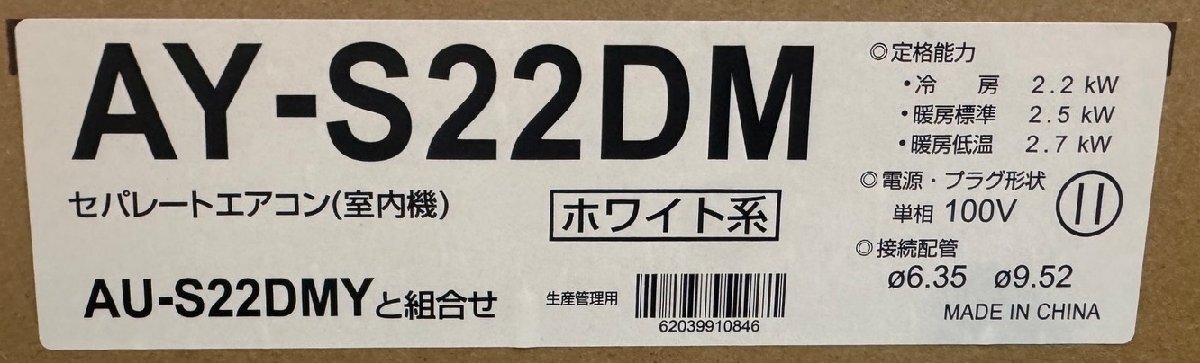 AY-S22DM
セパレートエアコン(室内機)
ホワイト系
AU-S22DMYと組合せ
生産管理用
62039910846
◎定格能力
・冷 房 2.2 kW
・暖房標準 2.5 kW
・暖房低温 2.7 kW
◎電源・プラグ形状
単相 100V
◎接続配管
ø6.35 ø9.52
MADE IN CHINA